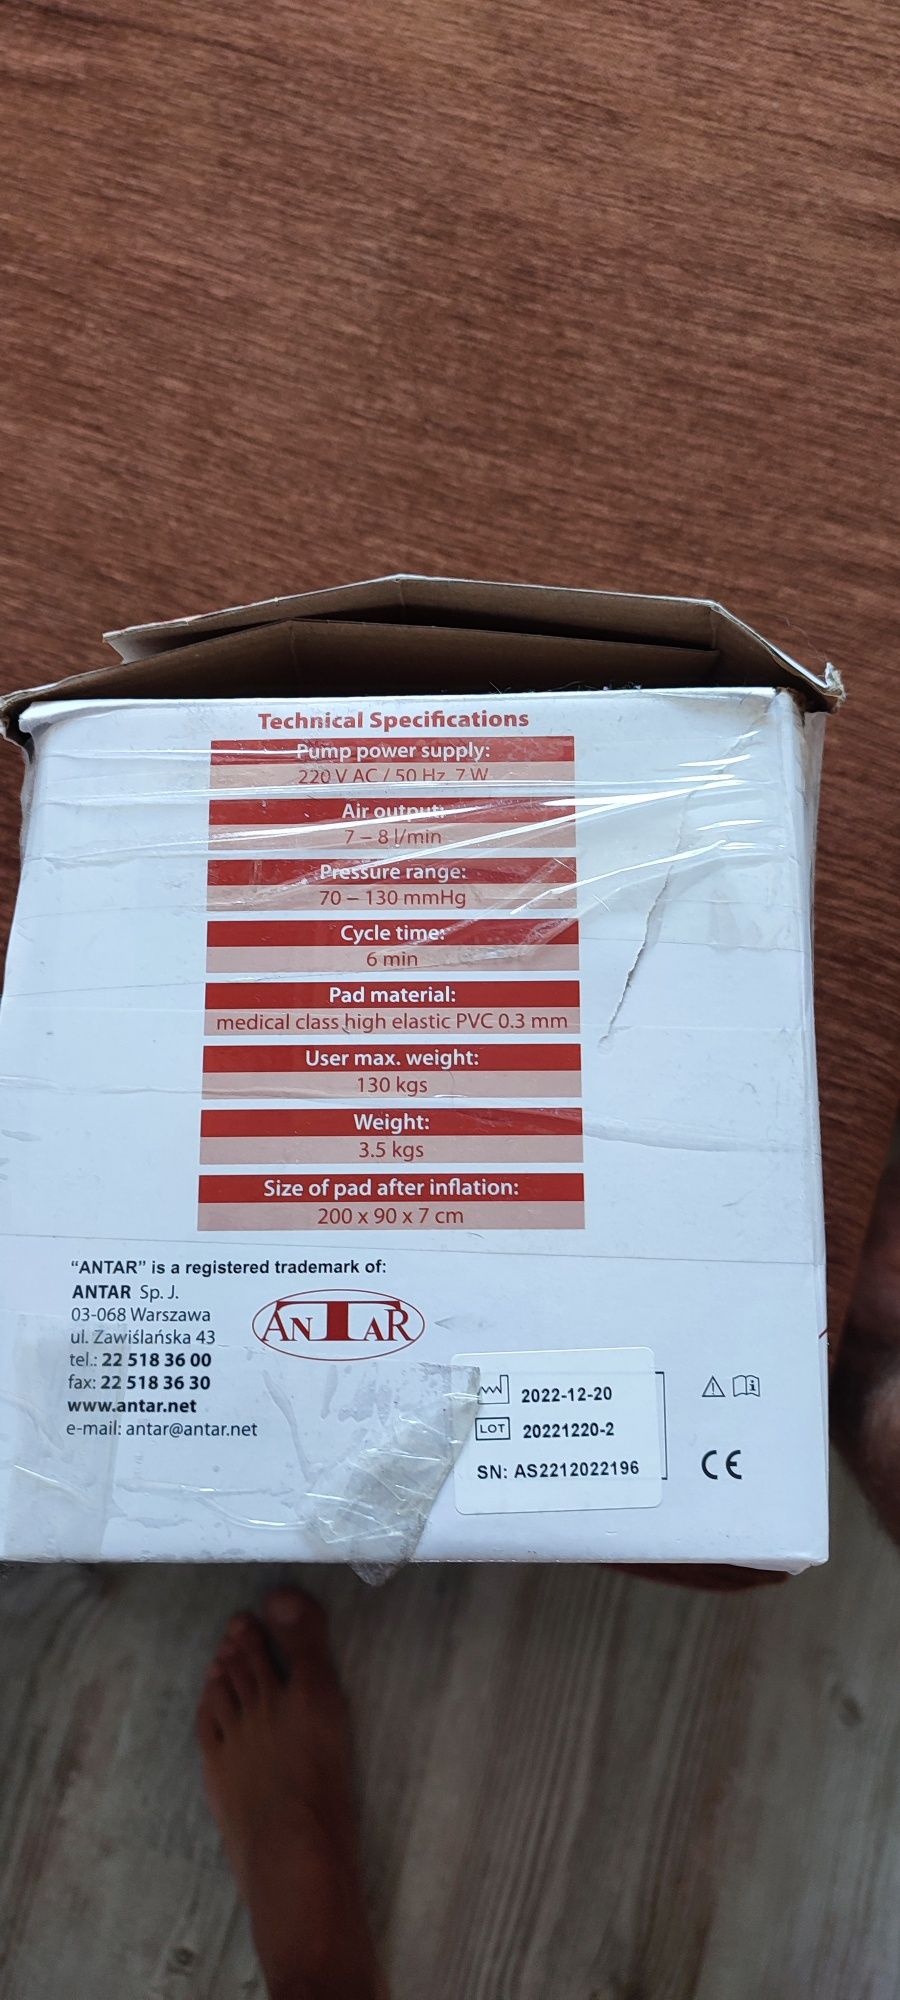 Technical Specifications
Pump power supply:
220 V AC / 50 Hz, 7 W
Air output:
7 – 8 l/min
Pressure range:
70 – 130 mmHg
Cycle time:
6 min
Pad material:
medical class high elastic PVC 0.3 mm
User max. weight:
130 kgs
Weight:
3.5 kgs
Size of pad after inflation:
200 x 90 x 7 cm
“ANTAR” is a registered trademark of:
ANTAR Sp. J.
03-068 Warszawa
ul. Zawiślańska 43
tel.: 22 518 36 00
fax: 22 518 36 30
www.antar.net
e-mail: antar@antar.net
ANTAR
2022-12-20
LOT 20221220-2
SN: AS2212022196
CE